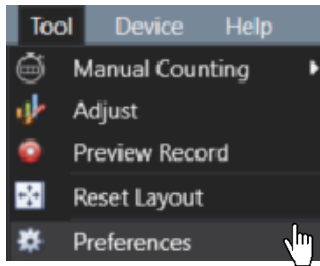 Tool Device Help
Manual Counting
Adjust
Preview Record
Reset Layout
Preferences